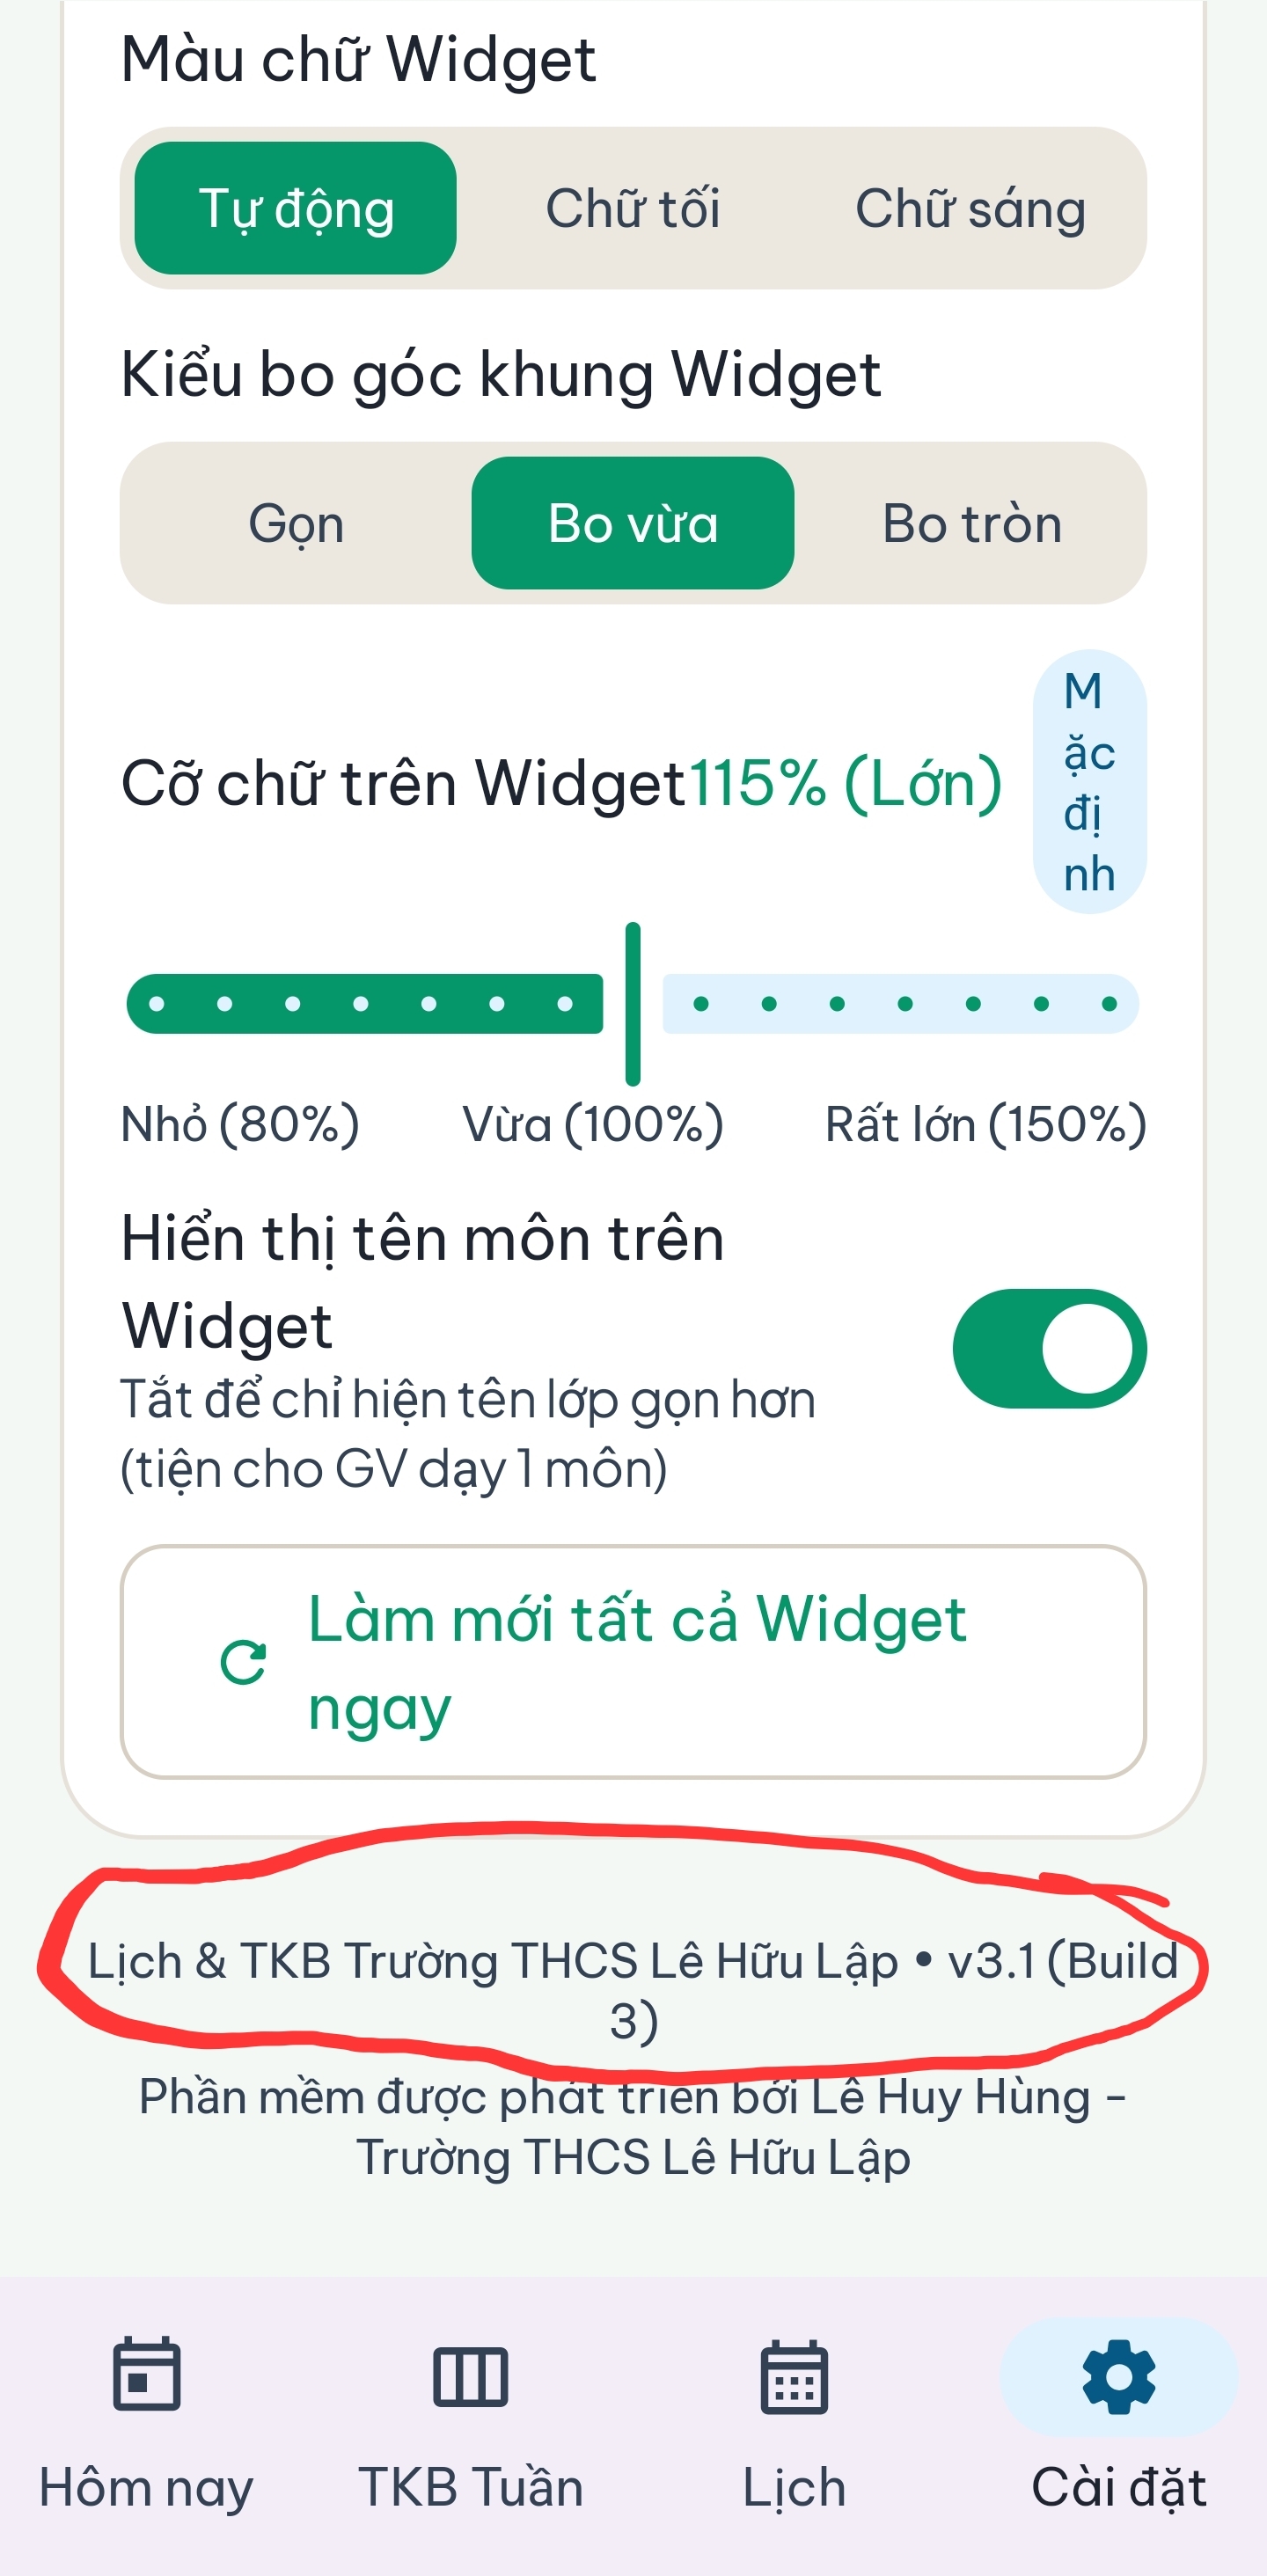 Màu chữ Widget
Tự động Chữ tối Chữ sáng
Kiểu bo góc khung Widget
Gọn Bo vừa Bo tròn
Cỡ chữ trên Widget115% (Lớn)
M
ặc
đị
nh
Nhỏ (80%) Vừa (100%) Rất lớn (150%)
Hiển thị tên môn trên
Widget
Tắt để chỉ hiện tên lớp gọn hơn
(tiện cho GV dạy 1 môn)
Làm mới tất cả Widget
ngay
Lịch & TKB Trường THCS Lê Hữu Lập • v3.1 (Build
3)
Phần mềm được phát triển bởi Lê Huy Hùng -
Trường THCS Lê Hữu Lập
Hôm nay TKB Tuần Lịch Cài đặt